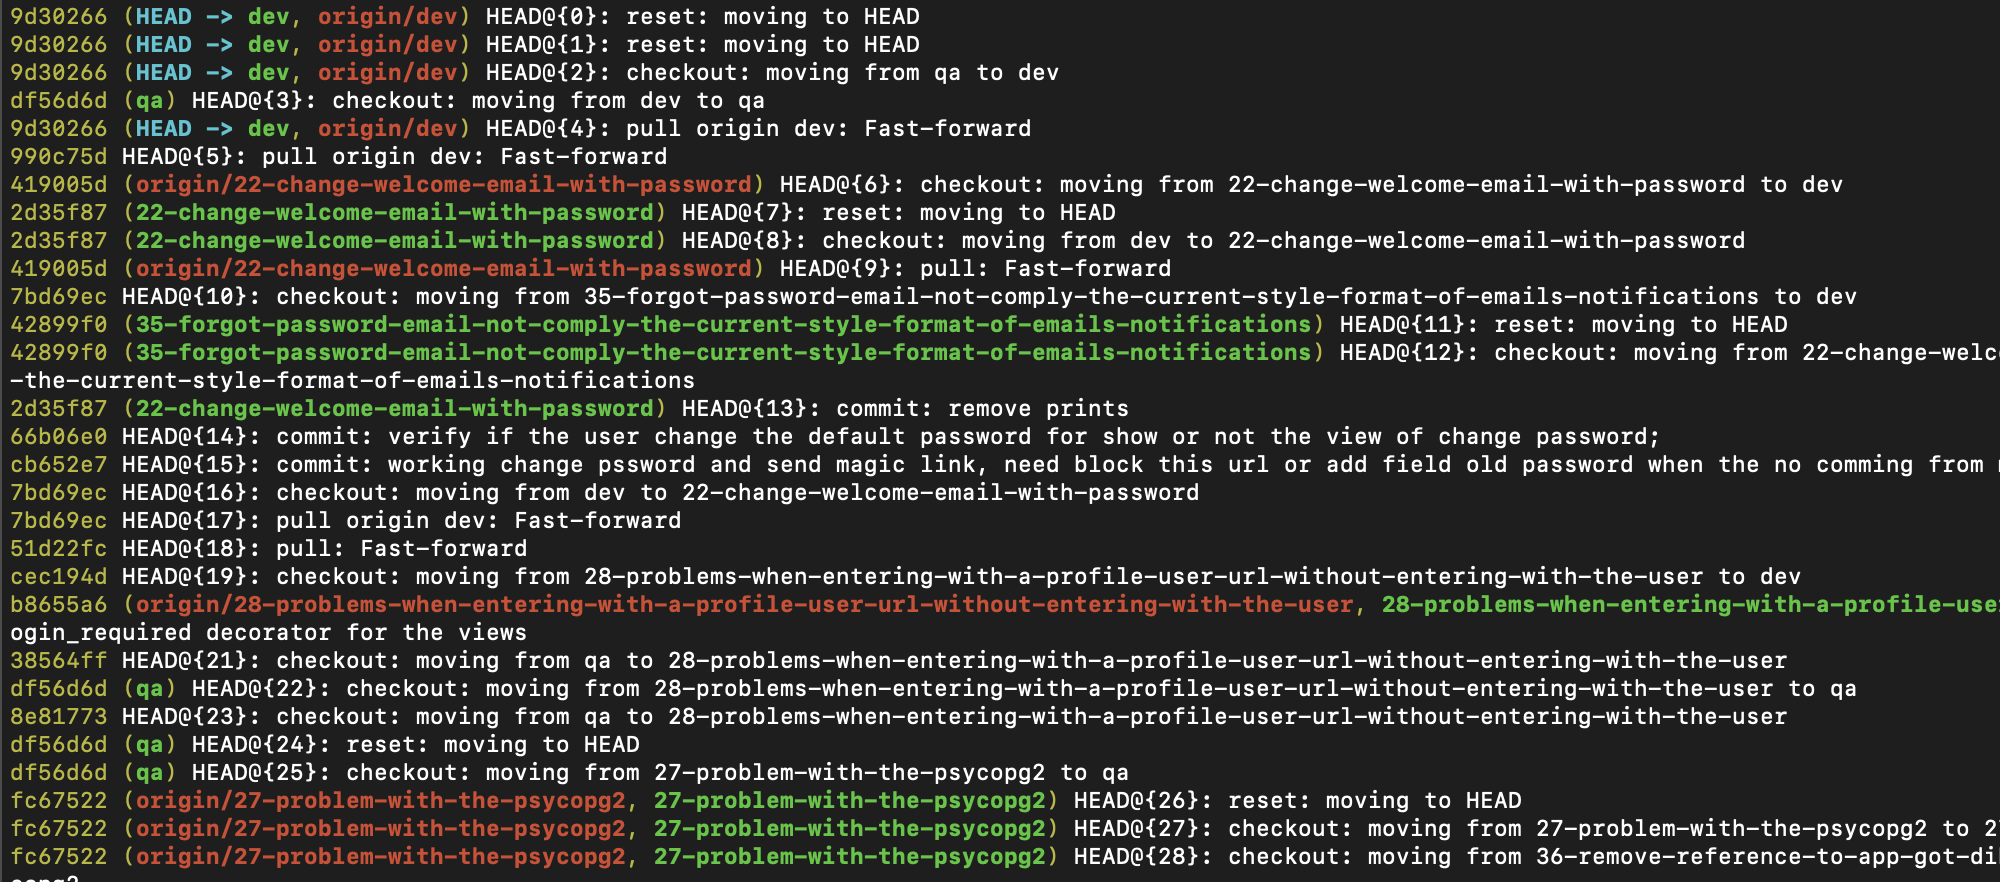 9d30266 (HEAD -> dev, origin/dev) HEAD@{0}: reset: moving to HEAD
9d30266 (HEAD -> dev, origin/dev) HEAD@{1}: reset: moving to HEAD
9d30266 (HEAD -> dev, origin/dev) HEAD@{2}: checkout: moving from qa to dev
df56d6d (qa) HEAD@{3}: checkout: moving from dev to qa
9d30266 (HEAD -> dev, origin/dev) HEAD@{4}: pull origin dev: Fast-forward
990c75d HEAD@{5}: pull origin dev: Fast-forward
419005d (origin/22-change-welcome-email-with-password) HEAD@{6}: checkout: moving from 22-change-welcome-email-with-password to dev
2d35f87 (22-change-welcome-email-with-password) HEAD@{7}: reset: moving to HEAD
2d35f87 (22-change-welcome-email-with-password) HEAD@{8}: checkout: moving from dev to 22-change-welcome-email-with-password
419005d (origin/22-change-welcome-email-with-password) HEAD@{9}: pull: Fast-forward
7bd69ec HEAD@{10}: checkout: moving from 35-forgot-password-email-not-comply-the-current-style-format-of-emails-notifications to dev
42899f0 (35-forgot-password-email-not-comply-the-current-style-format-of-emails-notifications) HEAD@{11}: reset: moving to HEAD
42899f0 (35-forgot-password-email-not-comply-the-current-style-format-of-emails-notifications) HEAD@{12}: checkout: moving from 22-change-welc
-the-current-style-format-of-emails-notifications
2d35f87 (22-change-welcome-email-with-password) HEAD@{13}: commit: remove prints
66b06e0 HEAD@{14}: commit: verify if the user change the default password for show or not the view of change password;
cb652e7 HEAD@{15}: commit: working change pssword and send magic link, need block this url or add field old password when the no comming from
7bd69ec HEAD@{16}: checkout: moving from dev to 22-change-welcome-email-with-password
7bd69ec HEAD@{17}: pull origin dev: Fast-forward
51d22fc HEAD@{18}: pull: Fast-forward
cec194d HEAD@{19}: checkout: moving from 28-problems-when-entering-with-a-profile-user-url-without-entering-with-the-user to dev
b8655a6 (origin/28-problems-when-entering-with-a-profile-user-url-without-entering-with-the-user, 28-problems-when-entering-with-a-profile-use
ogin_required decorator for the views
38564ff HEAD@{21}: checkout: moving from qa to 28-problems-when-entering-with-a-profile-user-url-without-entering-with-the-user
df56d6d (qa) HEAD@{22}: checkout: moving from 28-problems-when-entering-with-a-profile-user-url-without-entering-with-the-user to qa
8e81773 HEAD@{23}: checkout: moving from qa to 28-problems-when-entering-with-a-profile-user-url-without-entering-with-the-user
df56d6d (qa) HEAD@{24}: reset: moving to HEAD
df56d6d (qa) HEAD@{25}: checkout: moving from 27-problem-with-the-psycopg2 to qa
fc67522 (origin/27-problem-with-the-psycopg2, 27-problem-with-the-psycopg2) HEAD@{26}: reset: moving to HEAD
fc67522 (origin/27-problem-with-the-psycopg2, 27-problem-with-the-psycopg2) HEAD@{27}: checkout: moving from 27-problem-with-the-psycopg2 to 2
fc67522 (origin/27-problem-with-the-psycopg2, 27-problem-with-the-psycopg2) HEAD@{28}: checkout: moving from 36-remove-reference-to-app-got-di